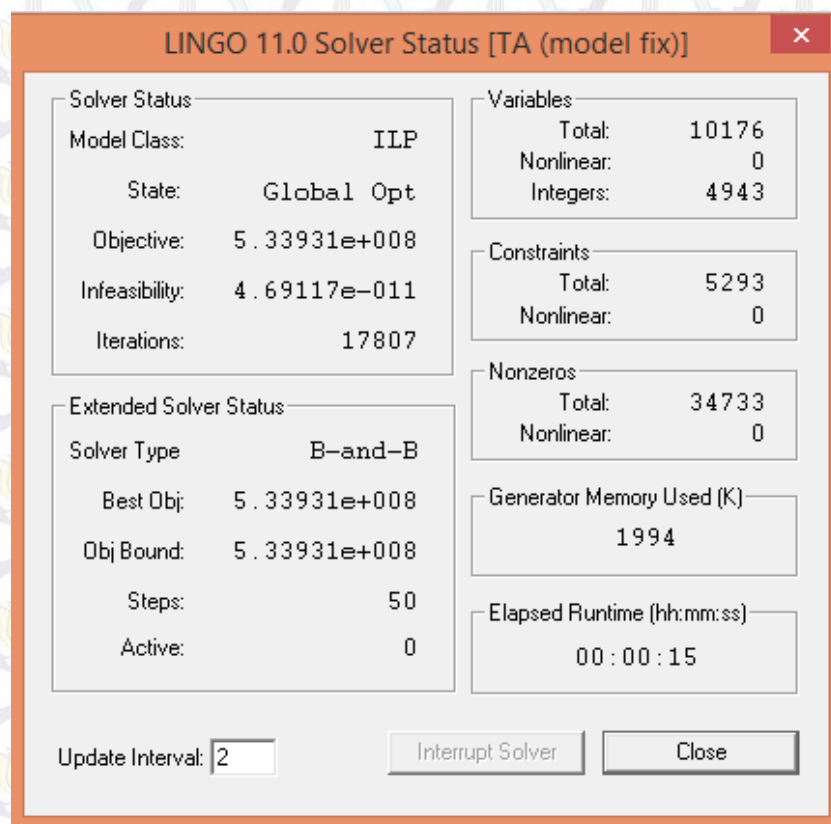 LINGO 11.0 Solver Status [TA (model fix)]
x
Solver Status
Model Class: ILP
State: Global Opt
Objective: 5.33931e+008
Infeasibility: 4.69117e-011
Iterations: 17807
Extended Solver Status
Solver Type B-and-B
Best Obj: 5.33931e+008
Obj Bound: 5.33931e+008
Steps: 50
Active: 0
Variables
Total: 10176
Nonlinear: 0
Integers: 4943
Constraints
Total: 5293
Nonlinear: 0
Nonzeros
Total: 34733
Nonlinear: 0
Generator Memory Used (K)
1994
Elapsed Runtime (hh:mm:ss)
00:00:15
Update Interval: 2
Interrupt Solver
Close